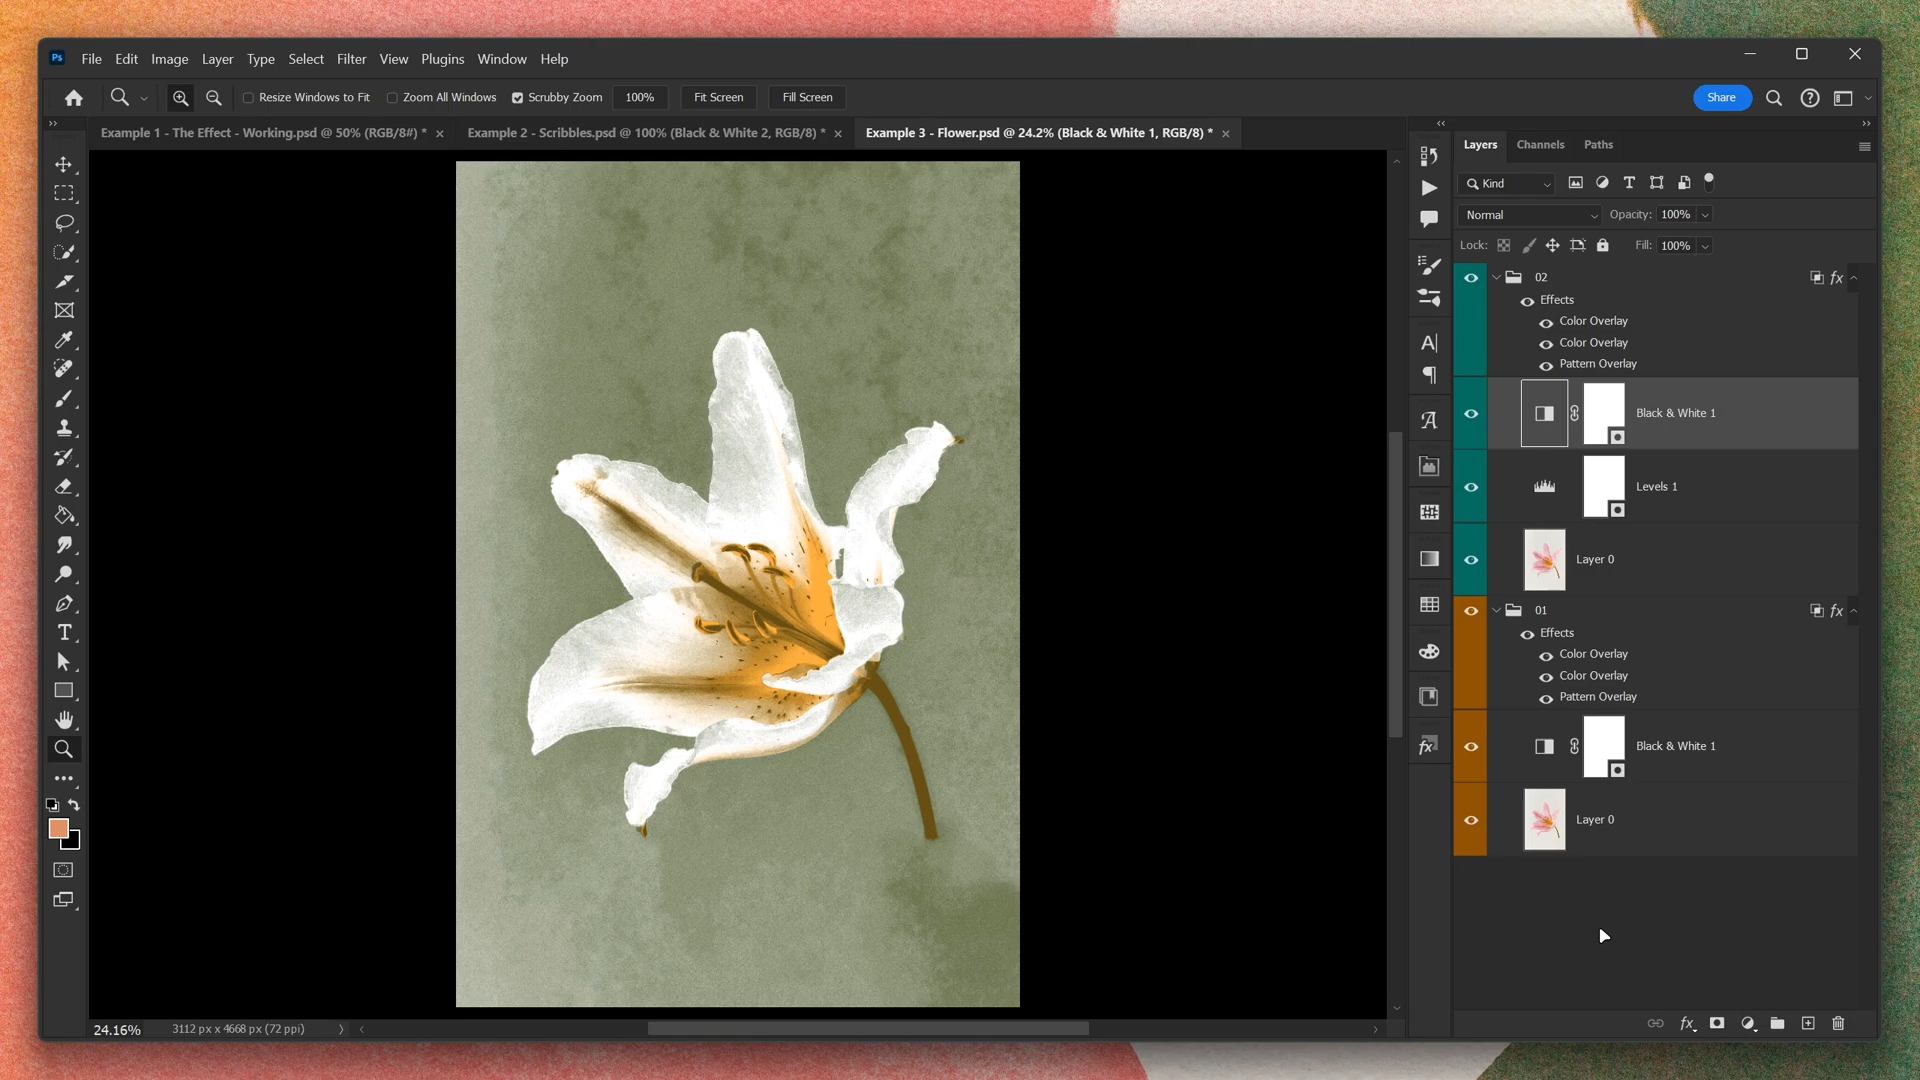 Ps File Edit Image Layer Type Select Filter View Plugins Window Help
Resize Windows to Fit Zoom All Windows Scrubby Zoom 100% Fit Screen Fill Screen Share
Example 1 - The Effect - Working.psd @ 50% (RGB/8#) * × Example 2 - Scribbles.psd @ 100% (Black & White 2, RGB/8) * × Example 3 - Flower.psd @ 24.2% (Black & White 1, RGB/8) * ×
Layers Channels Paths
Kind
Normal Opacity: 100%
Lock: Fill: 100%
02 fx
Effects
Color Overlay
Color Overlay
Pattern Overlay
Black & White 1
Levels 1
Layer 0
01 fx
Effects
Color Overlay
Color Overlay
Pattern Overlay
Black & White 1
Layer 0
24.16% 3112 px x 4668 px (72 ppi)